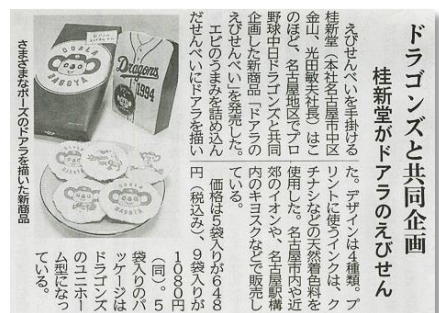 ドラゴンズと共同企画
桂新堂がドアラのえびせん
えびせんべいを手掛ける
桂新堂(本社名古屋市中区
金山、光田敏夫社長)はこ
のほど、名古屋地区でプロ
野球中日ドラゴンズと共同
企画した新商品「ドアラの
えびせんべい」を発売した。
エビのうまみを詰め込ん
だせんべいにドアラを描い
た。デザインは4種類。プ
リントに使うインクは、ク
チナシなどの天然着色料を
使用した。名古屋市内や近
郊のイオンや、名古屋駅構
内のキヨスクなどで販売し
ている。
価格は5袋入りが648
円(税込み)、9袋入りが
1080円(同)。5
袋入りのパ
ッケージは
ドラゴンズ
のユニホー
ム型になっ
ている。
DOALA
NAGOYA
Dragons
1994
さまざまなポーズのドアラを描いた新商品